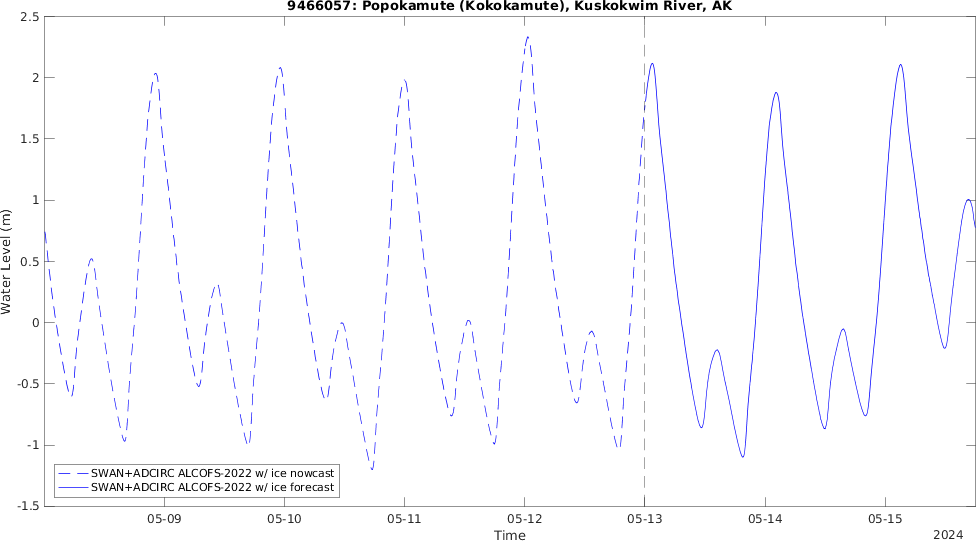 9466057: Popokamute (Kokokamute), Kuskokwim River, AK
2.5
2
1.5
1
0.5
0
-0.5
-1
-1.5
Water Level (m)
SWAN+ADCIRC ALCOFS-2022 w/ ice nowcast
SWAN+ADCIRC ALCOFS-2022 w/ ice forecast
05-09 05-10 05-11 05-12 05-13 05-14 05-15
Time
2024